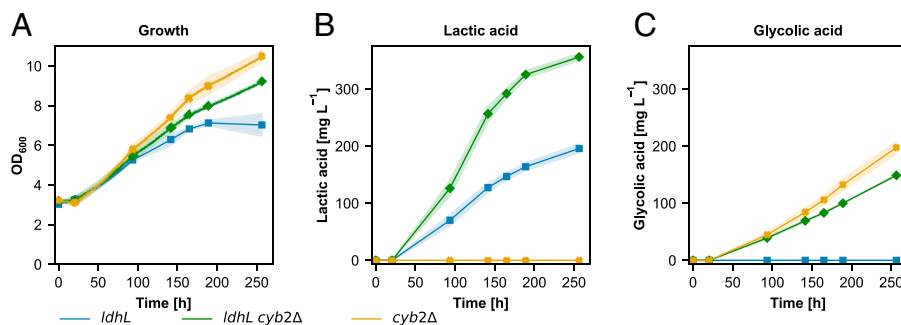 A
Growth
OD600
10
8
6
4
2
0
0 50 100 150 200 250
Time [h]
B
Lactic acid
Lactic acid [mg L−1]
300
200
100
0
0 50 100 150 200 250
Time [h]
C
Glycolic acid
Glycolic acid [mg L−1]
300
200
100
0
0 50 100 150 200 250
Time [h]
ldhL ldhL cyb2Δ cyb2Δ